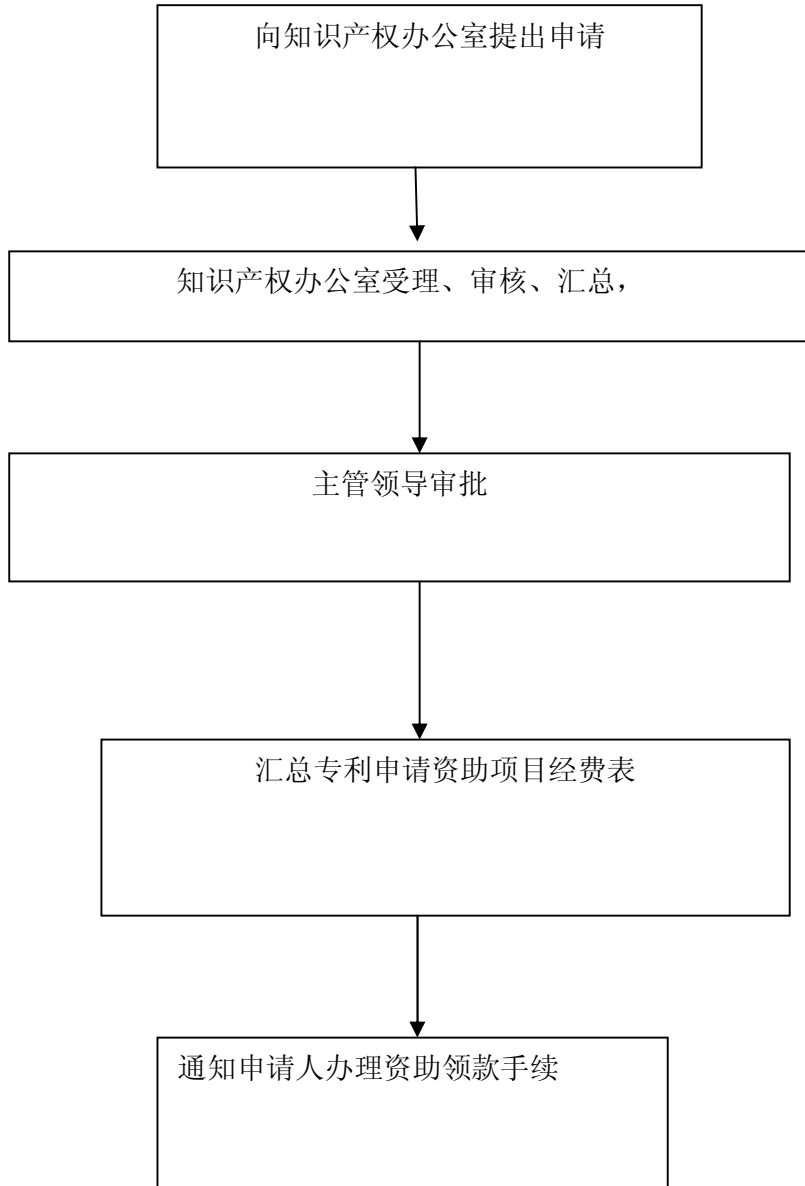 向知识产权办公室提出申请
知识产权办公室受理、审核、汇总，
主管领导审批
汇总专利申请资助项目经费表
通知申请人办理资助领款手续